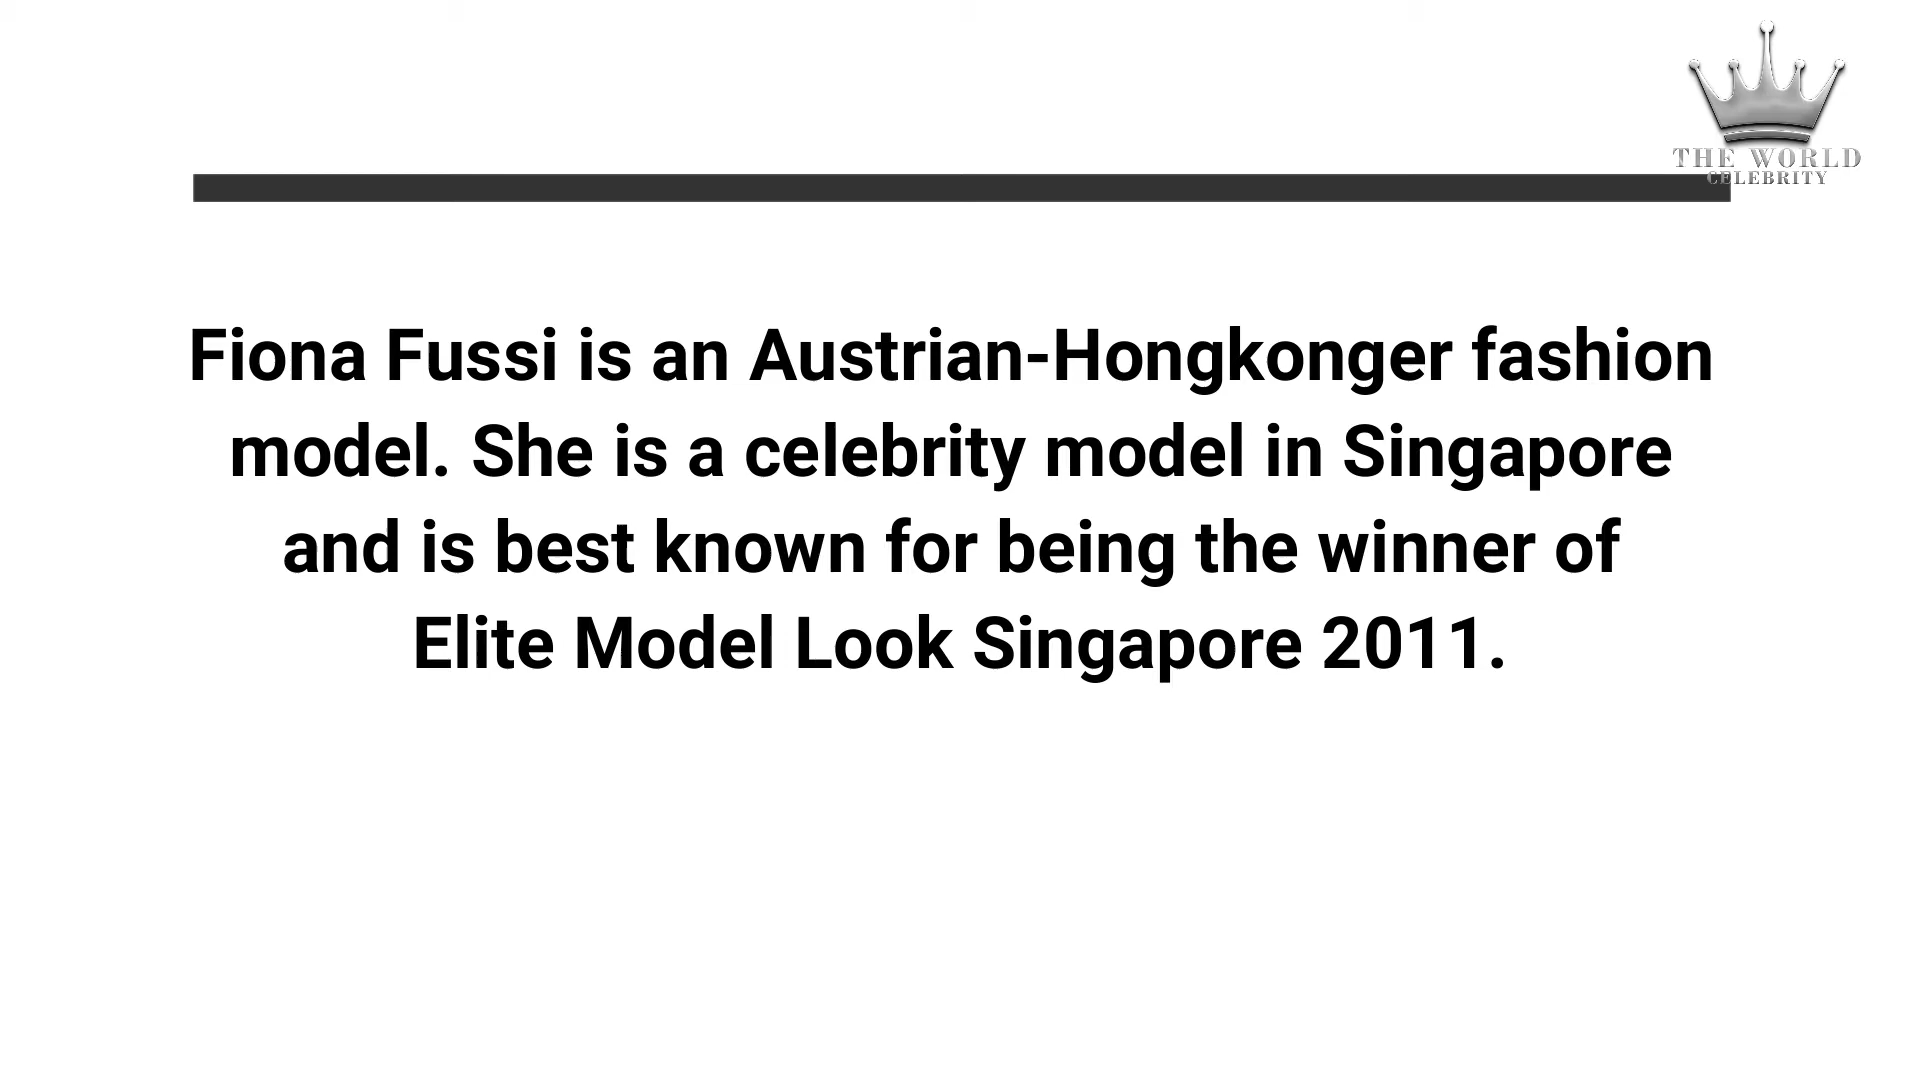 THE WORLD
CELEBRITY
Fiona Fussi is an Austrian-Hongkonger fashion
model. She is a celebrity model in Singapore
and is best known for being the winner of
Elite Model Look Singapore 2011.